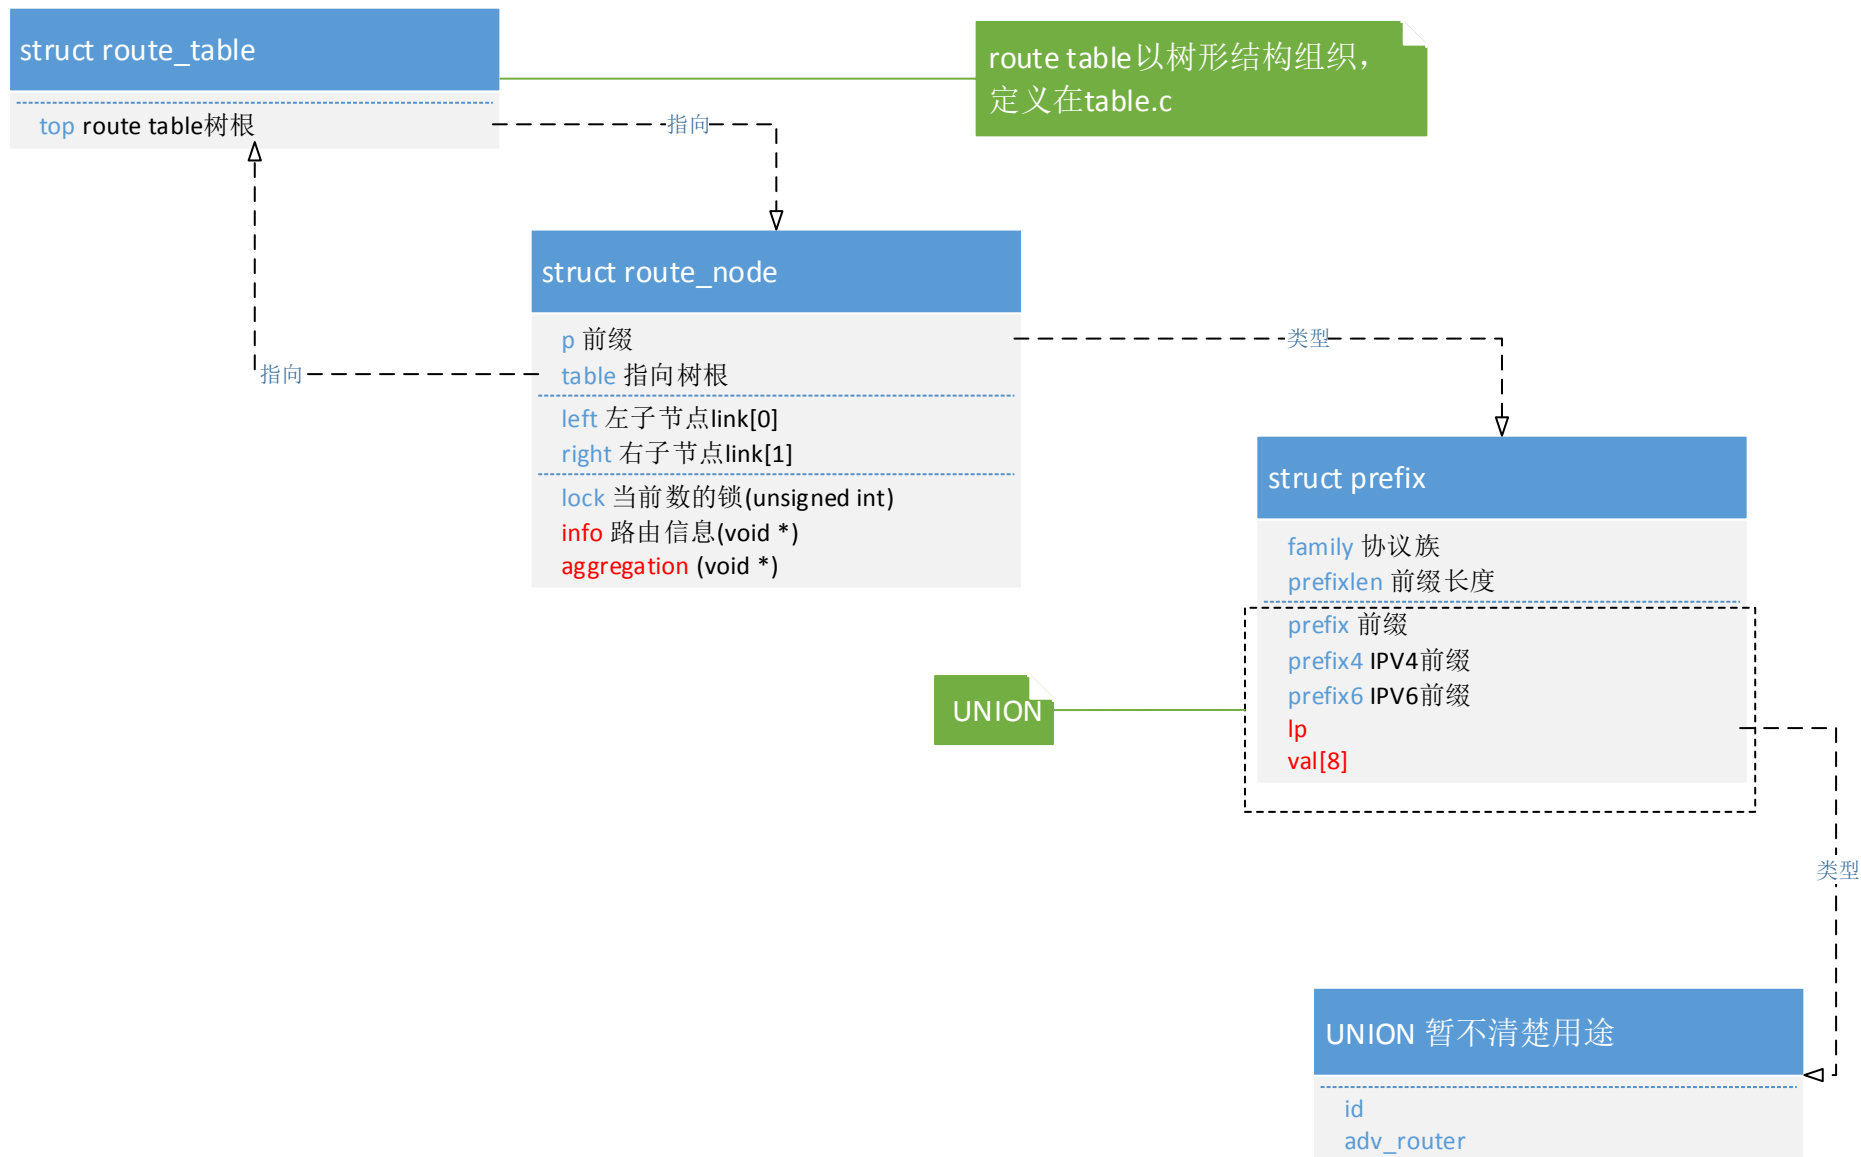 struct route_table
top route table树根
route table以树形结构组织，
定义在table.c
指向
struct route_node
p 前缀
table 指向树根
left 左子节点link[0]
right 右子节点link[1]
lock 当前数的锁(unsigned int)
info 路由信息(void *)
aggregation (void *)
指向
类型
struct prefix
family 协议族
prefixlen 前缀长度
prefix 前缀
prefix4 IPV4前缀
prefix6 IPV6前缀
lp
val[8]
UNION
类型
UNION 暂不清楚用途
id
adv_router